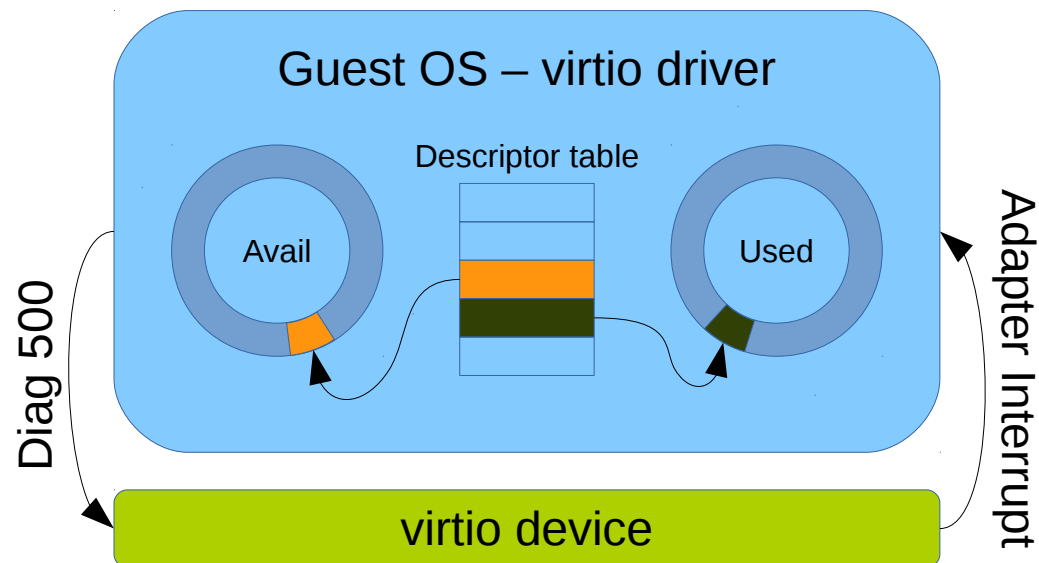 Guest OS – virtio driver
Descriptor table
Avail
Used
Diag 500
Adapter Interrupt
virtio device